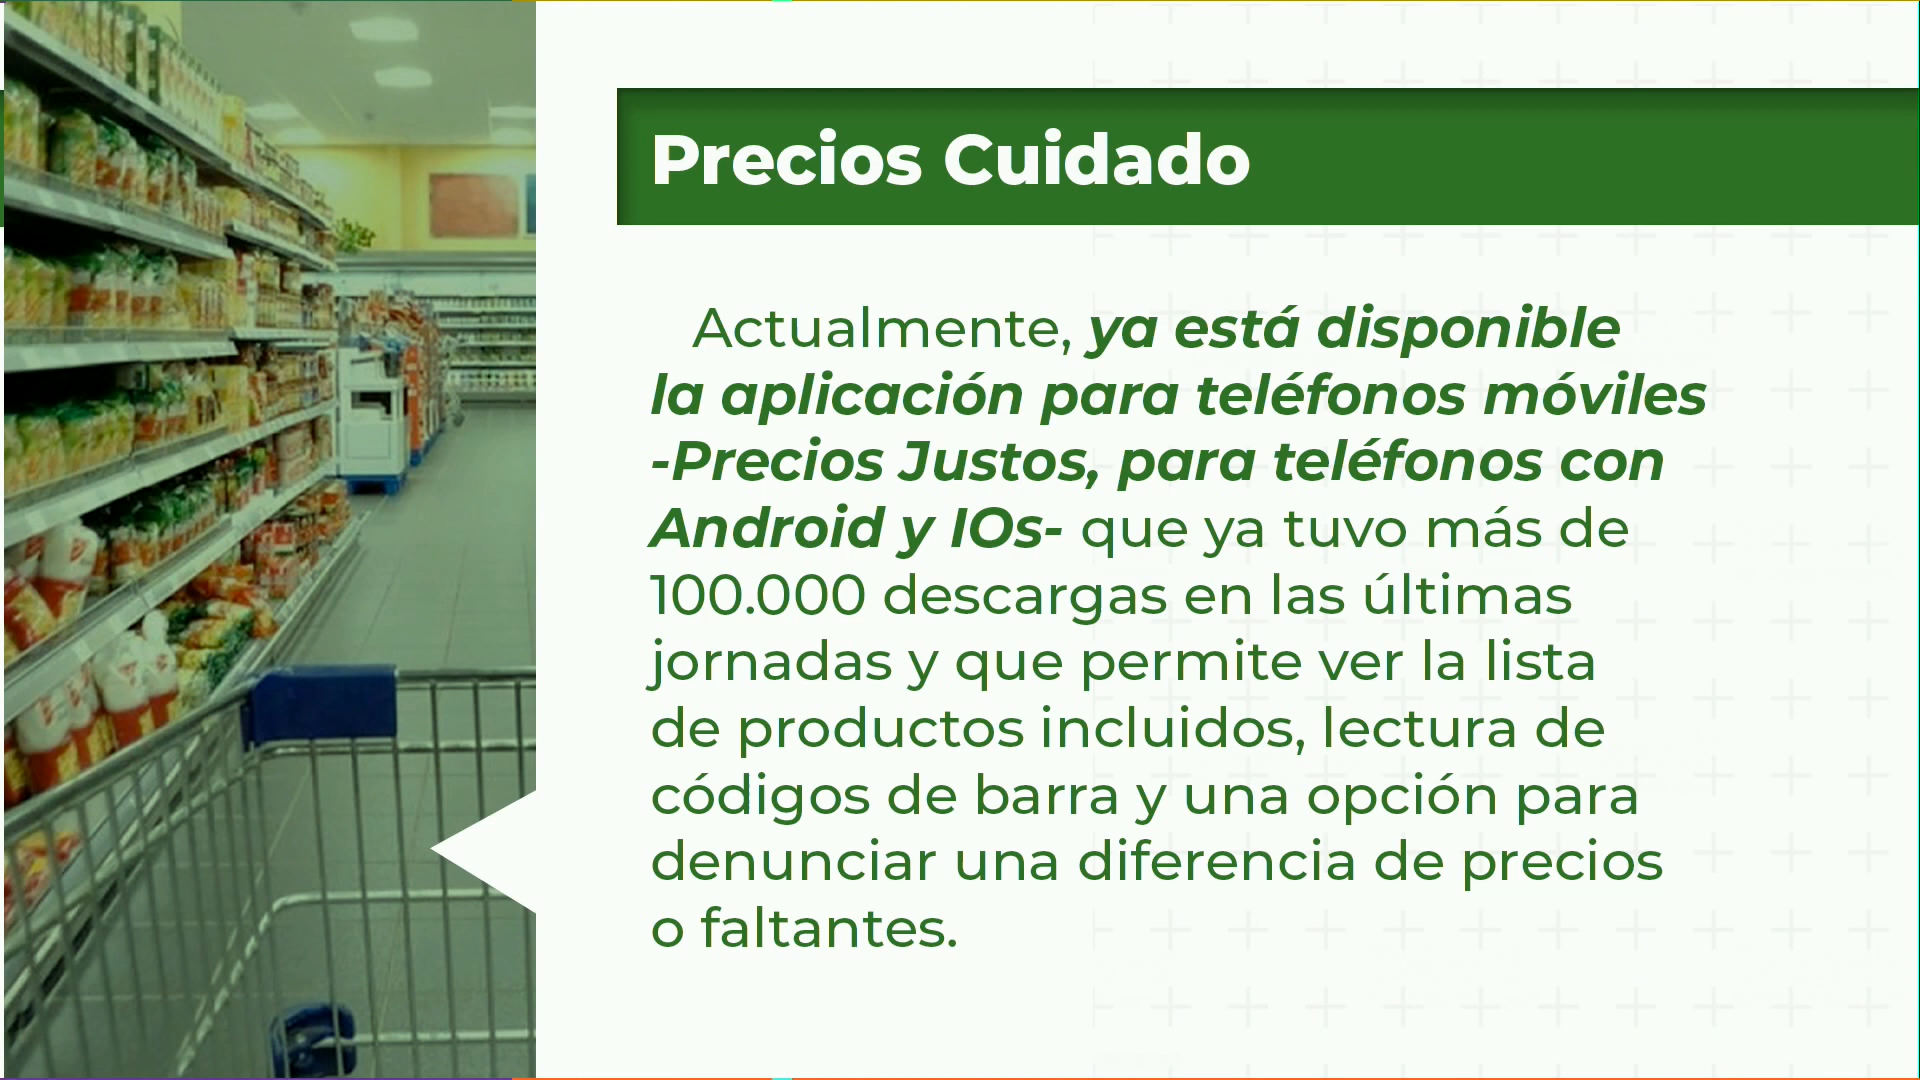 Precios Cuidado
Actualmente, ya está disponible
la aplicación para teléfonos móviles
-Precios Justos, para teléfonos con
Android y IOs- que ya tuvo más de
100.000 descargas en las últimas
jornadas y que permite ver la lista
de productos incluidos, lectura de
códigos de barra y una opción para
denunciar una diferencia de precios
o faltantes.